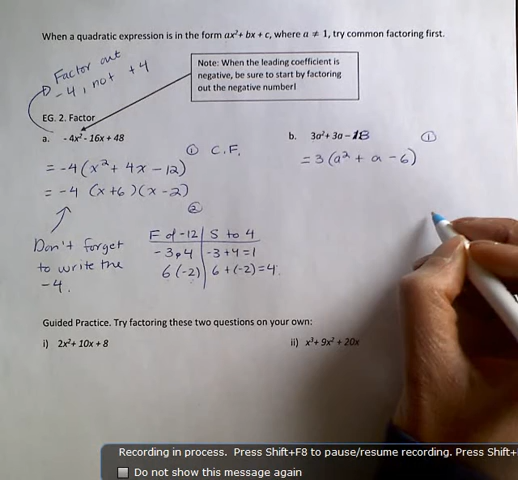 When a quadratic expression is in the form ax²+ bx + c, where a ≠ 1, try common factoring first.
Factor out
-4, not +4
Note: When the leading coefficient is
negative, be sure to start by factoring
out the negative number!
EG. 2. Factor
a. - 4x²- 16x + 48
① C.F.
= -4(x² + 4x - 12)
= -4 (x+6)(x-2)
②
Don't forget
to write the
-4.
F of -12 | S to 4
-3, 4 | -3+4=1
6(-2) | 6+(-2)=4
b. 3a²+ 3a - 18
①
= 3(a² + a - 6)
Guided Practice. Try factoring these two questions on your own:
i) 2x²+ 10x + 8
ii) x³+ 9x² + 20x
Recording in process. Press Shift+F8 to pause/resume recording. Press Shift+
Do not show this message again